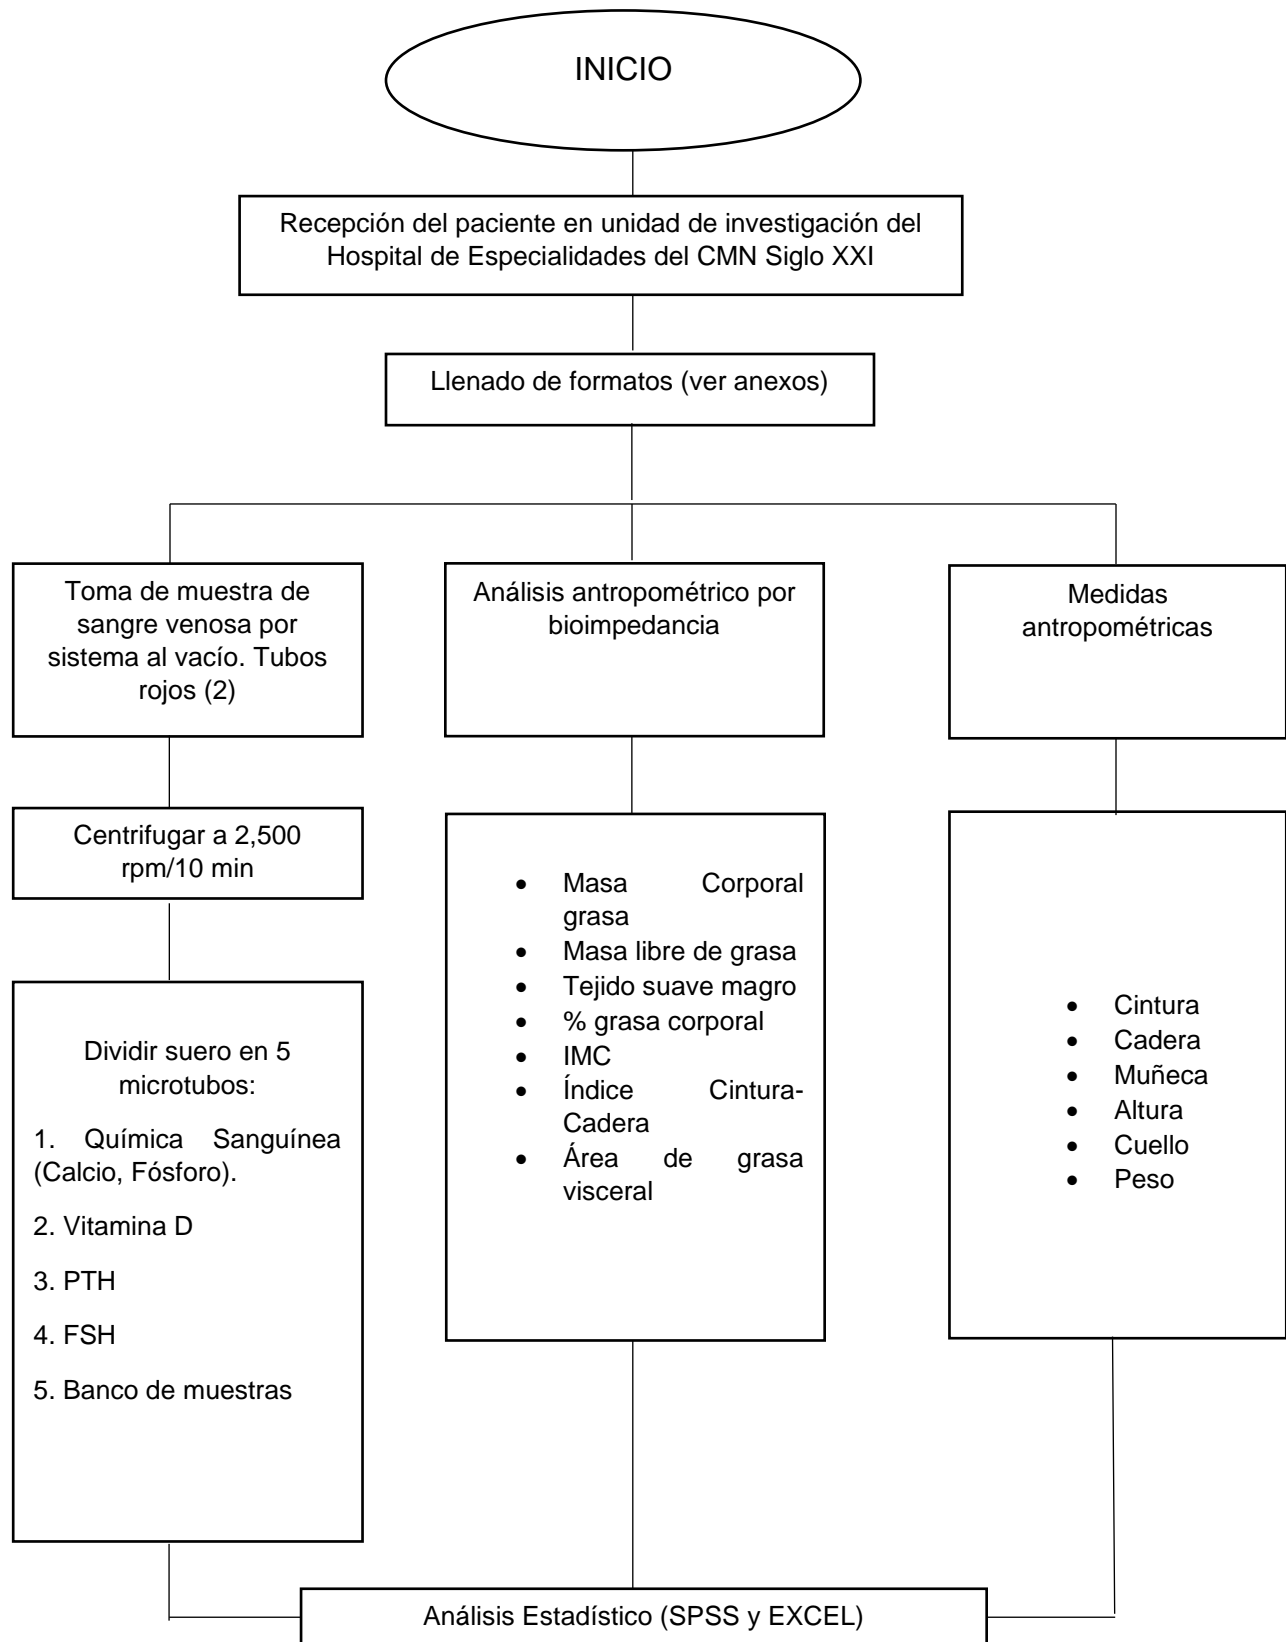 INICIO
Recepción del paciente en unidad de investigación del
Hospital de Especialidades del CMN Siglo XXI
Llenado de formatos (ver anexos)
Toma de muestra de
sangre venosa por
sistema al vacío. Tubos
rojos (2)
Análisis antropométrico por
bioimpedancia
Medidas
antropométricas
Centrifugar a 2,500
rpm/10 min
Dividir suero en 5
microtubos:
1. Química Sanguínea
(Calcio, Fósforo).
2. Vitamina D
3. PTH
4. FSH
5. Banco de muestras
• Masa Corporal
grasa
• Masa libre de grasa
• Tejido suave magro
• % grasa corporal
• IMC
• Índice Cintura-
Cadera
• Área de grasa
visceral
• Cintura
• Cadera
• Muñeca
• Altura
• Cuello
• Peso
Análisis Estadístico (SPSS y EXCEL)